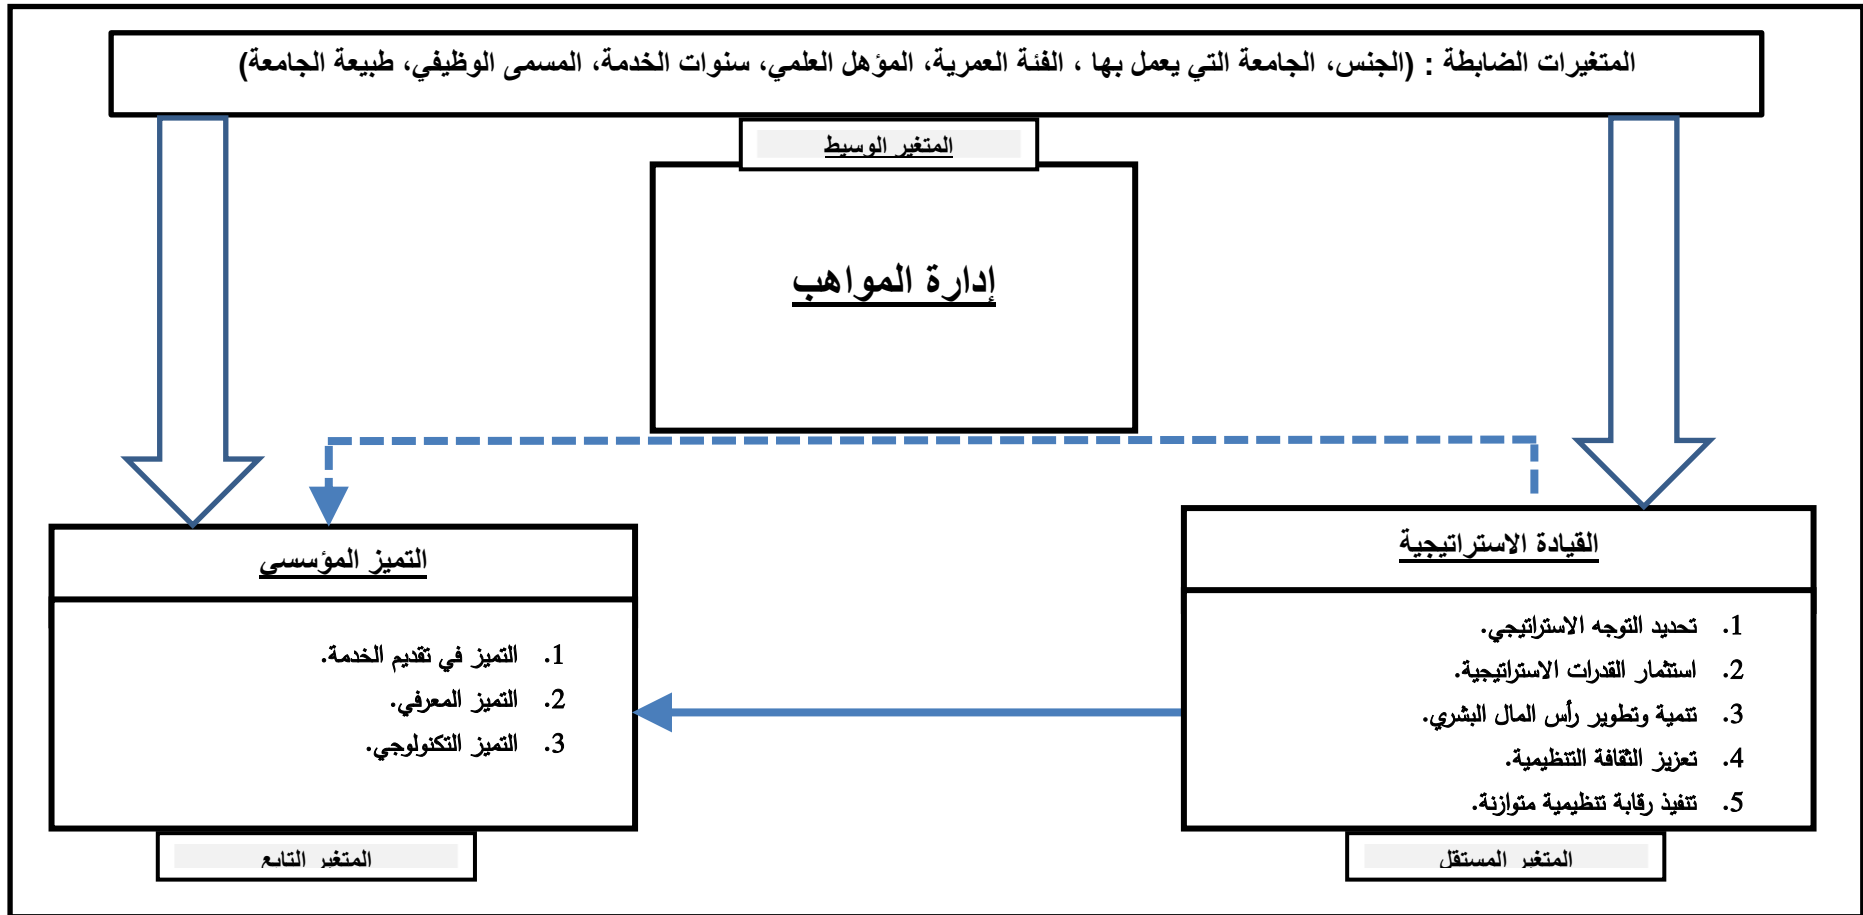 المتغيرات الضابطة : (الجنس، الجامعة التي يعمل بها ، الفئة العمرية، المؤهل العلمي، سنوات الخدمة، المسمى الوظيفي، طبيعة الجامعة)
المتغير الوسيط
إدارة المواهب
القيادة الاستراتيجية
1. تحديد التوجه الاستراتيجي.
2. استثمار القدرات الاستراتيجية.
3. تنمية وتطوير رأس المال البشري.
4. تعزيز الثقافة التنظيمية.
5. تنفيذ رقابة تنظيمية متوازنة.
المتغير المستقل
التميز المؤسسي
1. التميز في تقديم الخدمة.
2. التميز المعرفي.
3. التميز التكنولوجي.
المتغير التابع